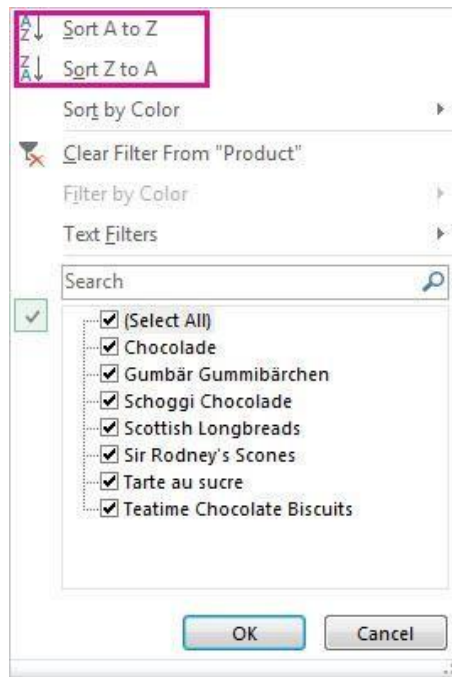 Sort A to Z
Sort Z to A
Sort by Color
Clear Filter From "Product"
Filter by Color
Text Filters
Search
(Select All)
Chocolade
Gumbär Gummibärchen
Schoggi Chocolade
Scottish Longbreads
Sir Rodney's Scones
Tarte au sucre
Teatime Chocolate Biscuits
OK Cancel